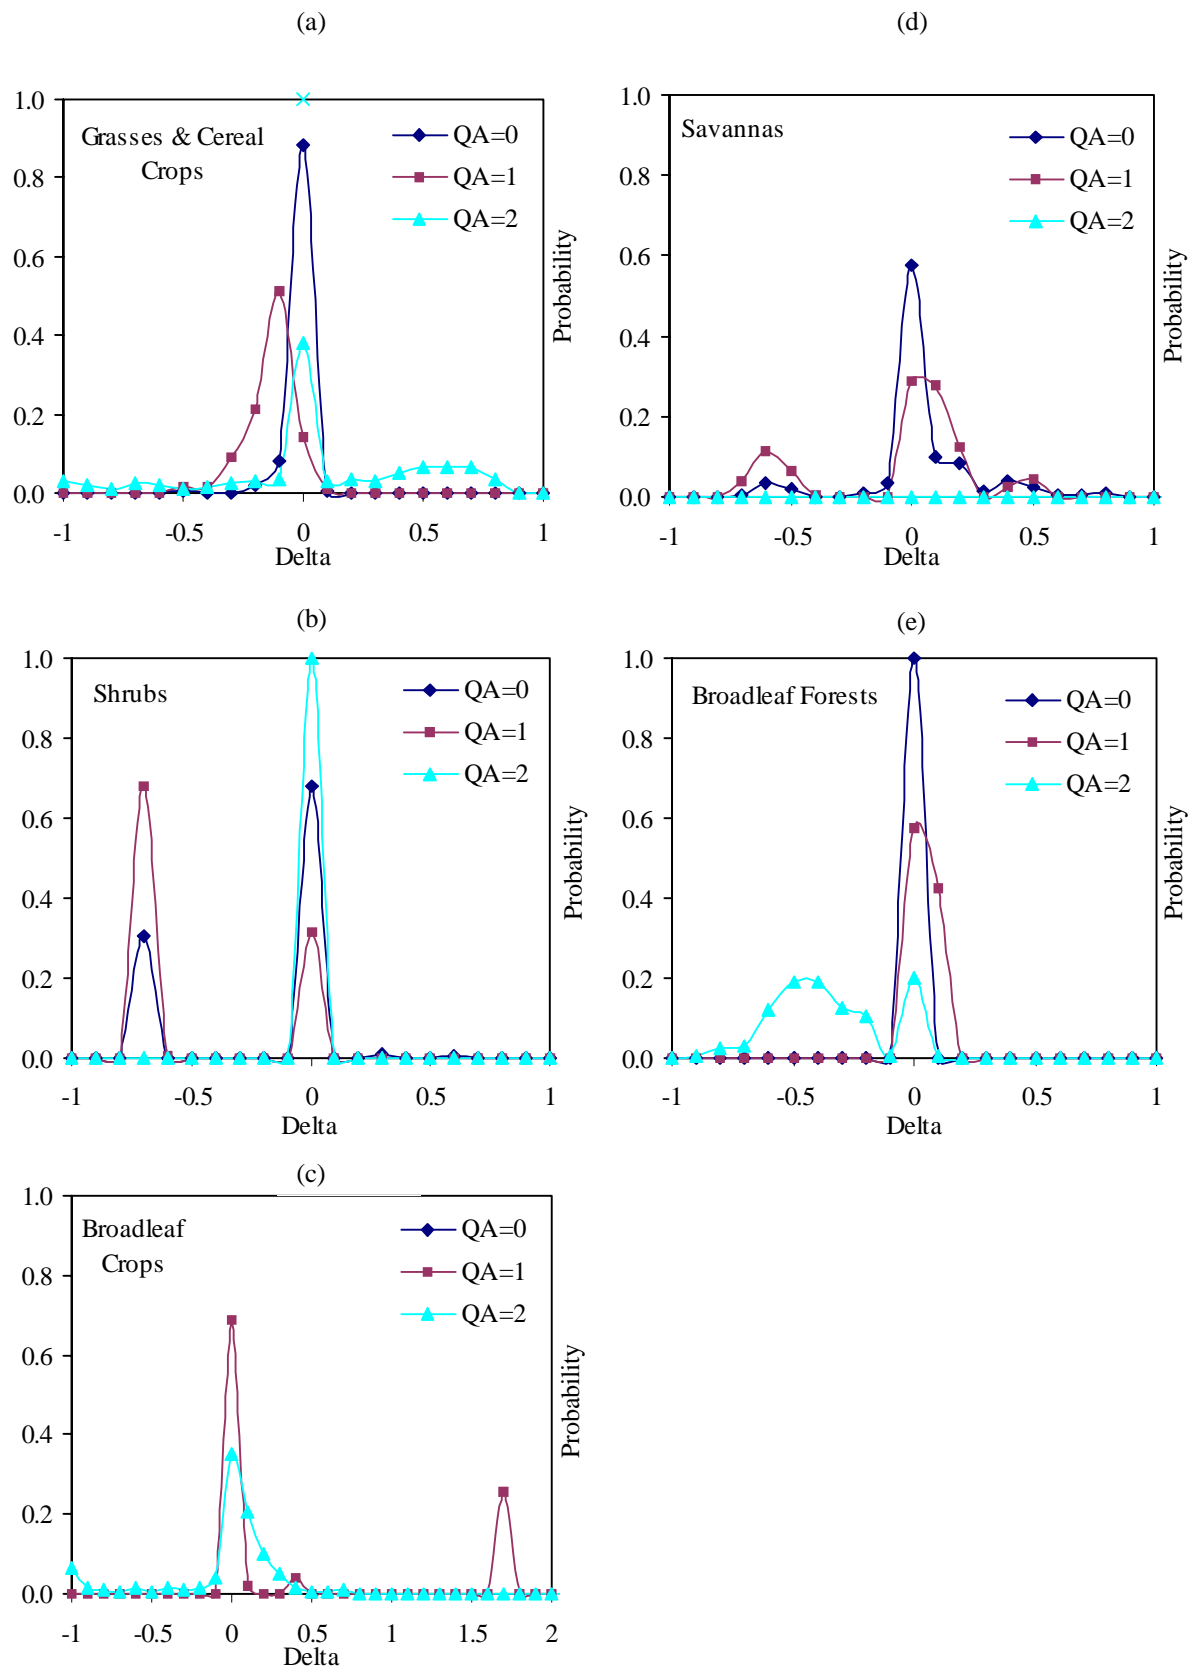 (a)
1.0
Grasses & Cereal
Crops
QA=0
QA=1
QA=2
0.8
0.6
0.4
0.2
0.0
-1
-0.5
0
0.5
1
Delta
Probability
(d)
1.0
Savannas
QA=0
QA=1
QA=2
0.8
0.6
0.4
0.2
0.0
-1
-0.5
0
0.5
1
Delta
Probability
(b)
1.0
Shrubs
QA=0
QA=1
QA=2
0.8
0.6
0.4
0.2
0.0
-1
-0.5
0
0.5
1
Delta
Probability
(e)
1.0
Broadleaf Forests
QA=0
QA=1
QA=2
0.8
0.6
0.4
0.2
0.0
-1
-0.5
0
0.5
1
Delta
Probability
(c)
1.0
Broadleaf
Crops
QA=0
QA=1
QA=2
0.8
0.6
0.4
0.2
0.0
-1
-0.5
0
0.5
1
1.5
2
Delta
Probability